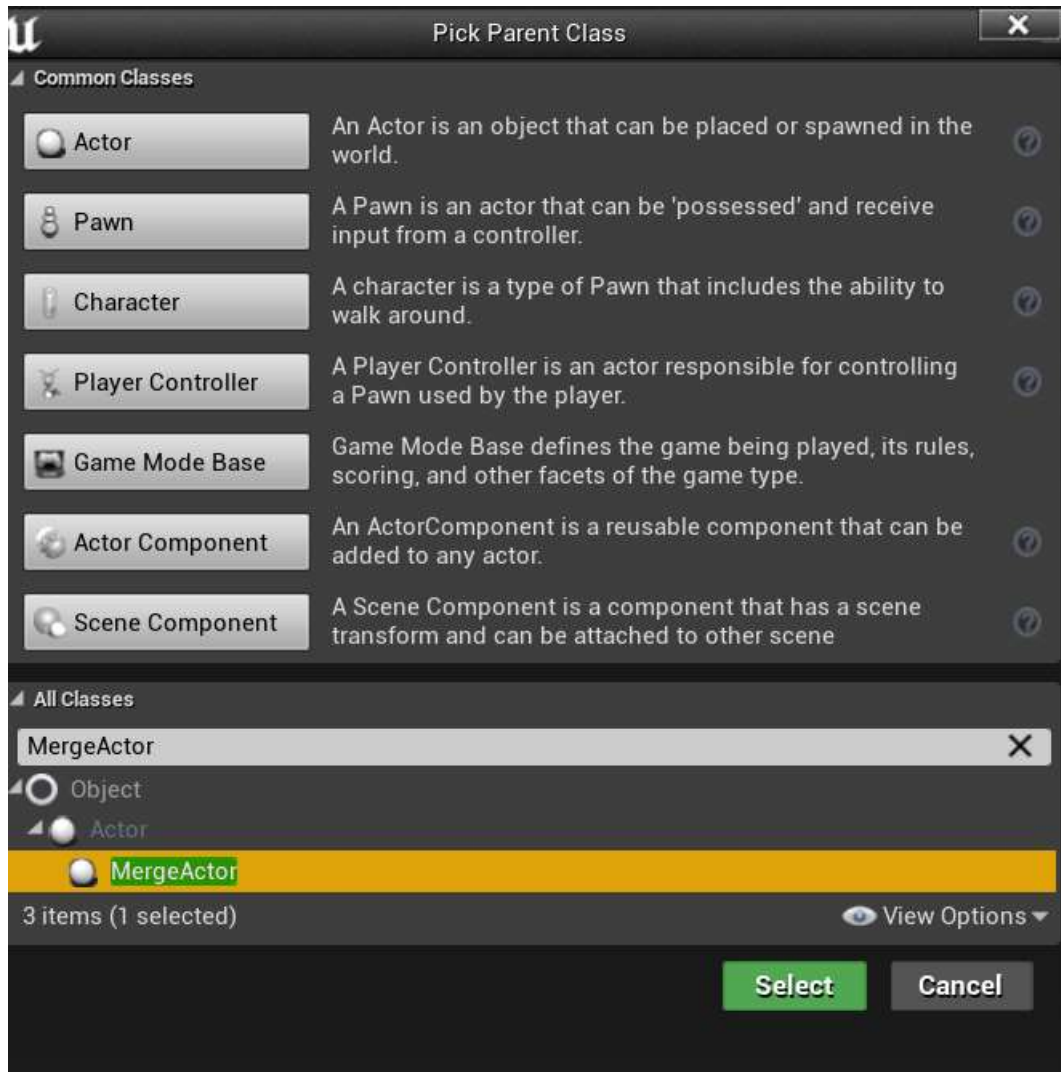 Pick Parent Class
Common Classes
Actor
An Actor is an object that can be placed or spawned in the
world.
Pawn
A Pawn is an actor that can be 'possessed' and receive
input from a controller.
Character
A character is a type of Pawn that includes the ability to
walk around.
Player Controller
A Player Controller is an actor responsible for controlling
a Pawn used by the player.
Game Mode Base
Game Mode Base defines the game being played, its rules,
scoring, and other facets of the game type.
Actor Component
An ActorComponent is a reusable component that can be
added to any actor.
Scene Component
A Scene Component is a component that has a scene
transform and can be attached to other scene
All Classes
MergeActor
Object
Actor
MergeActor
3 items (1 selected)
View Options
Select
Cancel